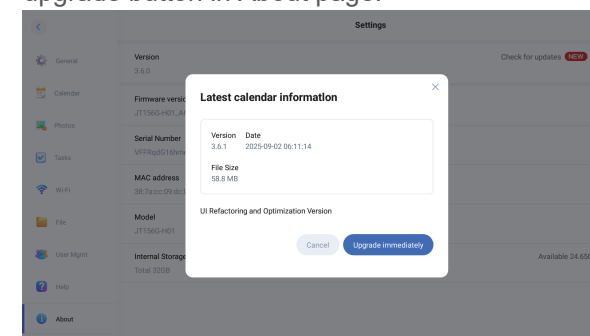 upgrade button in About page.
Settings
General
Calendar
Photos
Tasks
Wi-Fi
File
User Mgmt
Help
About
Version
3.6.0
Check for updates NEW
Firmware versio
Serial Number
MAC address
Model
JT156G-H01
Internal Storage
Total 32GB
Available 24.65
Latest calendar information
Version Date
3.6.1 2025-09-02 06:11:14
File Size
58.8 MB
UI Refactoring and Optimization Version
Cancel Upgrade immediately